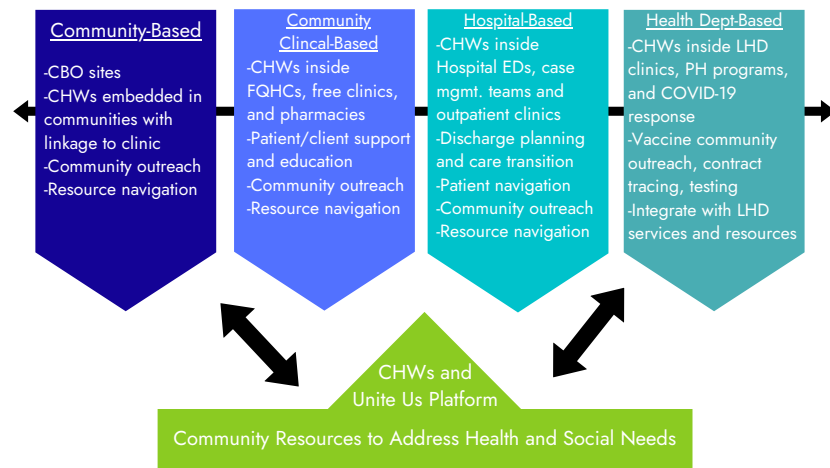 Community-Based
-CBO sites
-CHWs embedded in
communities with
linkage to clinic
-Community outreach
-Resource navigation
Community
Clincal-Based
-CHWs inside
FQHCs, free clinics,
and pharmacies
-Patient/client support
and education
-Community outreach
-Resource navigation
Hospital-Based
-CHWs inside
Hospital EDs, case
mgmt. teams and
outpatient clinics
-Discharge planning
and care transition
-Patient navigation
-Community outreach
-Resource navigation
Health Dept-Based
-CHWs inside LHD
clinics, PH programs,
and COVID-19
response
-Vaccine community
outreach, contract
tracing, testing
-Integrate with LHD
services and resources
CHWs and
Unite Us Platform
Community Resources to Address Health and Social Needs